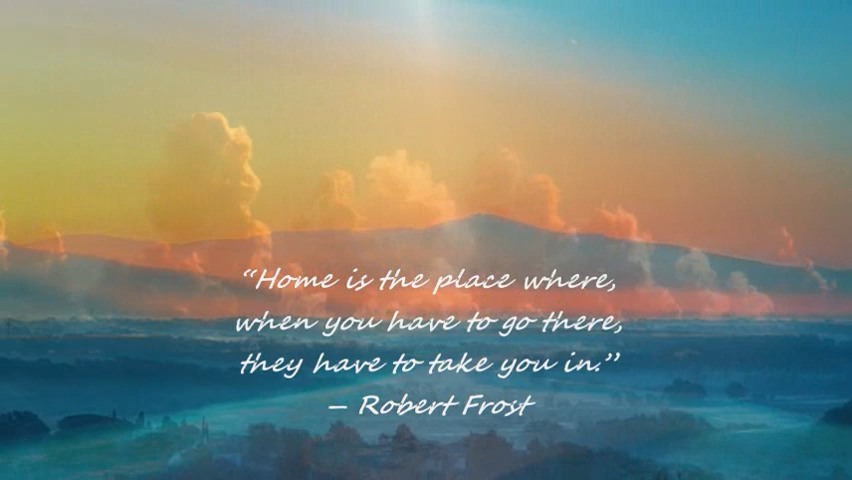 “Home is the place where,
when you have to go there,
they have to take you in.”
– Robert Frost